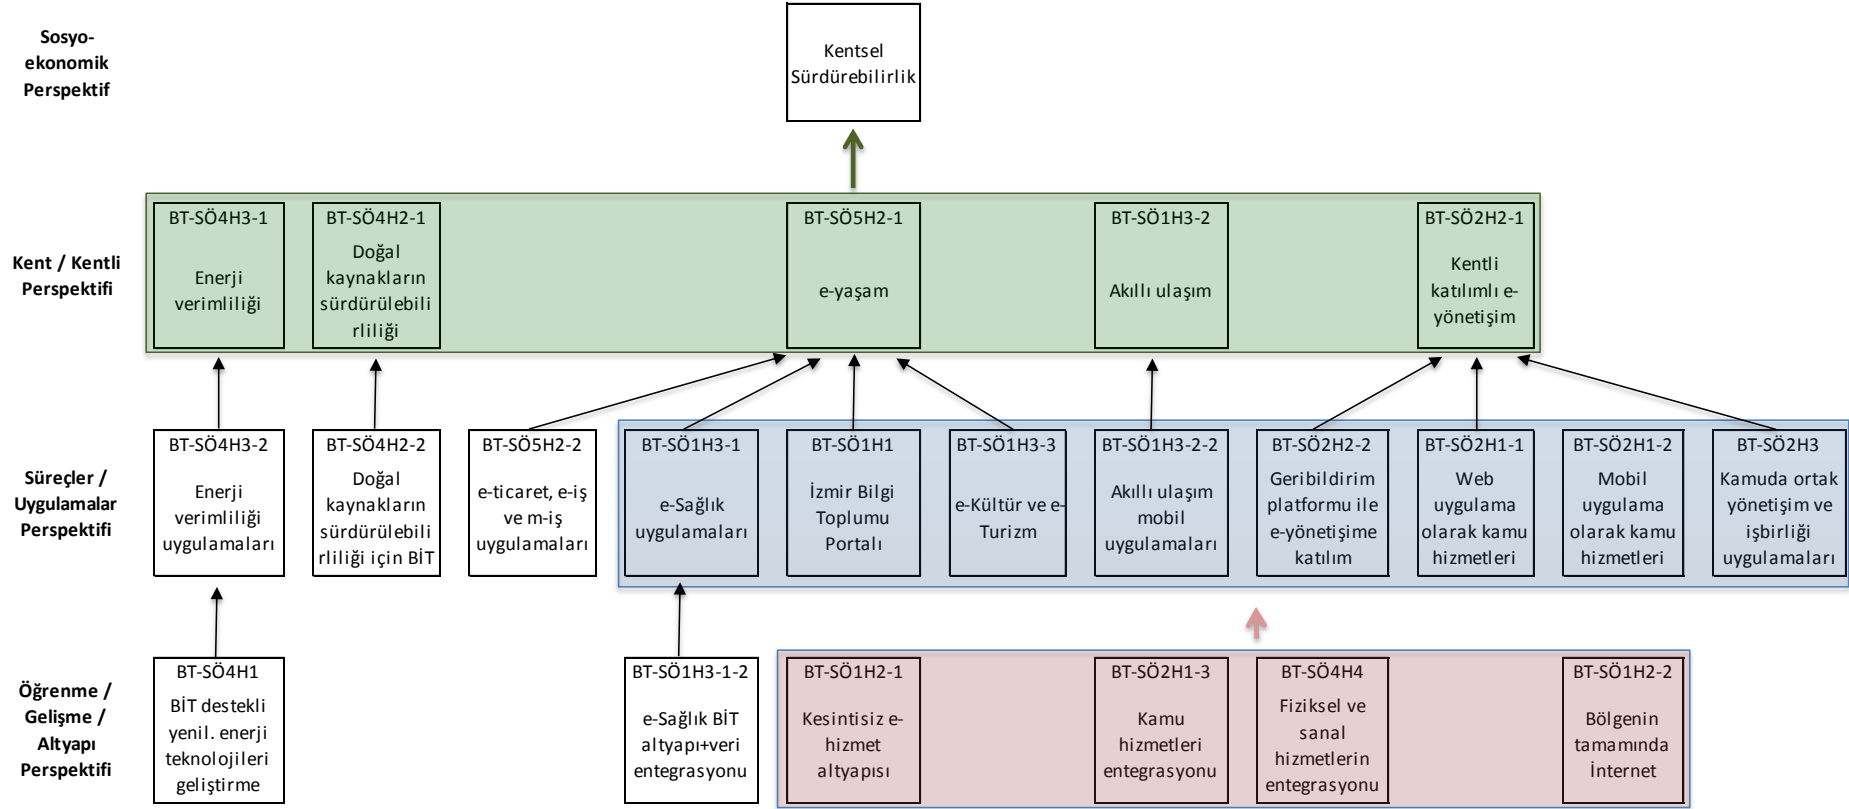 Sosyo-
ekonomik
Perspektif
Kentsel
Sürdürebilirlik
Kent / Kentli
Perspektifi
BT-SÖ4H3-1
Enerji
verimliliği
BT-SÖ4H2-1
Doğal
kaynakların
sürdürülebili
rliliği
BT-SÖ5H2-1
e-yaşam
BT-SÖ1H3-2
Akıllı ulaşım
BT-SÖ2H2-1
Kentli
katılımlı e-
yönetişim
Süreçler /
Uygulamalar
Perspektifi
BT-SÖ4H3-2
Enerji
verimliliği
uygulamaları
BT-SÖ4H2-2
Doğal
kaynakların
sürdürülebili
rliliği için BİT
BT-SÖ5H2-2
e-ticaret, e-iş
ve m-iş
uygulamaları
BT-SÖ1H3-1
e-Sağlık
uygulamaları
BT-SÖ1H1
İzmir Bilgi
Toplumu
Portalı
BT-SÖ1H3-3
e-Kültür ve e-
Turizm
BT-SÖ1H3-2-2
Akıllı ulaşım
mobil
uygulamaları
BT-SÖ2H2-2
Geribildirim
platformu ile
e-yönetişime
katılım
BT-SÖ2H1-1
Web
uygulama
olarak kamu
hizmetleri
BT-SÖ2H1-2
Mobil
uygulama
olarak kamu
hizmetleri
BT-SÖ2H3
Kamuda ortak
yönetişim ve
işbirliği
uygulamaları
Öğrenme /
Gelişme /
Altyapı
Perspektifi
BT-SÖ4H1
BİT destekli
yenil. enerji
teknolojileri
geliştirme
BT-SÖ1H3-1-2
e-Sağlık BİT
altyapı+veri
entegrasyonu
BT-SÖ1H2-1
Kesintisiz e-
hizmet
altyapısı
BT-SÖ2H1-3
Kamu
hizmetleri
entegrasyonu
BT-SÖ4H4
Fiziksel ve
sanal
hizmetlerin
entegrasyonu
BT-SÖ1H2-2
Bölgenin
tamamında
İnternet